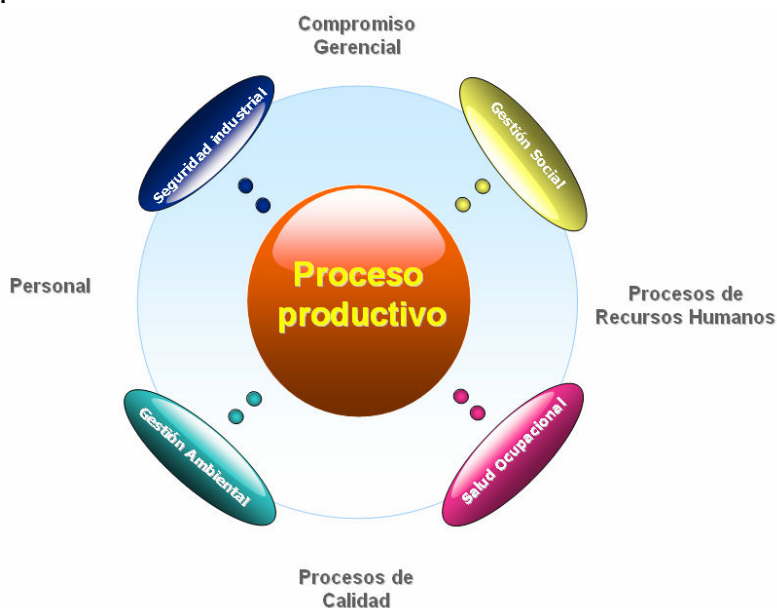 Compromiso
Gerencial
Seguridad industrial
Gestión Social
Proceso
productivo
Personal
Procesos de
Recursos Humanos
Gestión Ambiental
Salud Ocupacional
Procesos de
Calidad